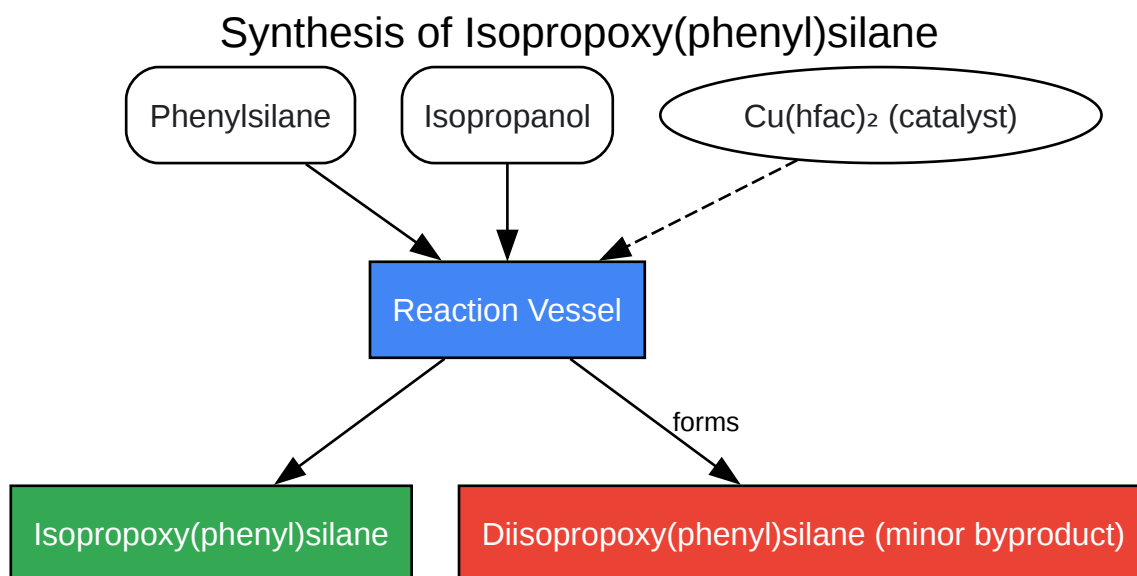 Synthesis of Isopropoxy(phenyl)silane
Phenylsilane
Isopropanol
Cu(hfac)₂ (catalyst)
Reaction Vessel
forms
Isopropoxy(phenyl)silane
Diisopropoxy(phenyl)silane (minor byproduct)